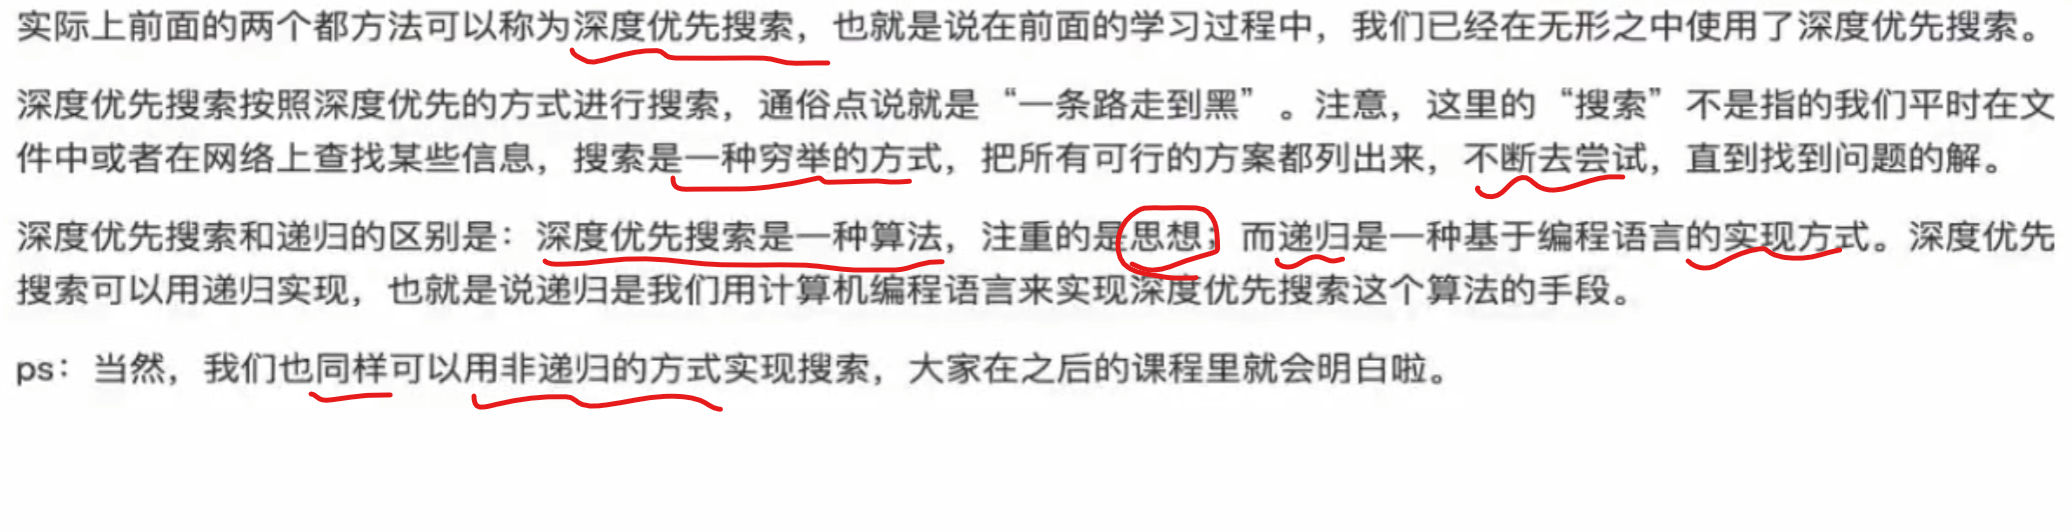 实际上前面的两个都方法可以称为深度优先搜索，也就是说在前面的学习过程中，我们已经在无形之中使用了深度优先搜索。
深度优先搜索按照深度优先的方式进行搜索，通俗点说就是“一条路走到黑”。注意，这里的“搜索”不是指的我们平时在文
件中或者在网络上查找某些信息，搜索是一种穷举的方式，把所有可行的方案都列出来，不断去尝试，直到找到问题的解。
深度优先搜索和递归的区别是：深度优先搜索是一种算法，注重的是思想；而递归是一种基于编程语言的实现方式。深度优先
搜索可以用递归实现，也就是说递归是我们用计算机编程语言来实现深度优先搜索这个算法的手段。
ps：当然，我们也同样可以用非递归的方式实现搜索，大家在之后的课程里就会明白啦。